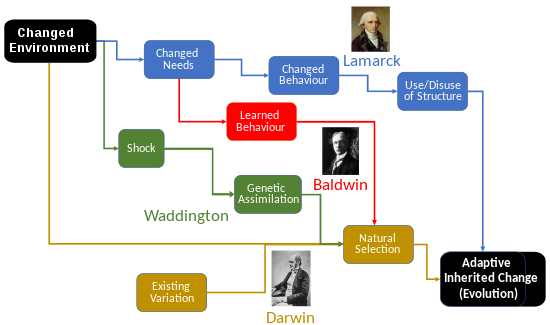 Changed
Environment
Changed
Needs
Lamarck
Changed
Behaviour
Use/Disuse
of Structure
Learned
Behaviour
Shock
Baldwin
Genetic
Assimilation
Waddington
Natural
Selection
Adaptive
Inherited Change
(Evolution)
Existing
Variation
Darwin